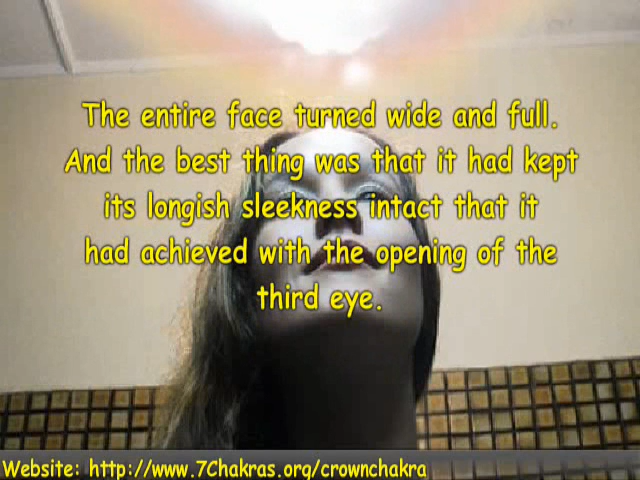 The entire face turned wide and full.
And the best thing was that it had kept
its longish sleekness intact that it
had achieved with the opening of the
third eye.
Website: http://www.7Chakras.org/crownchakra